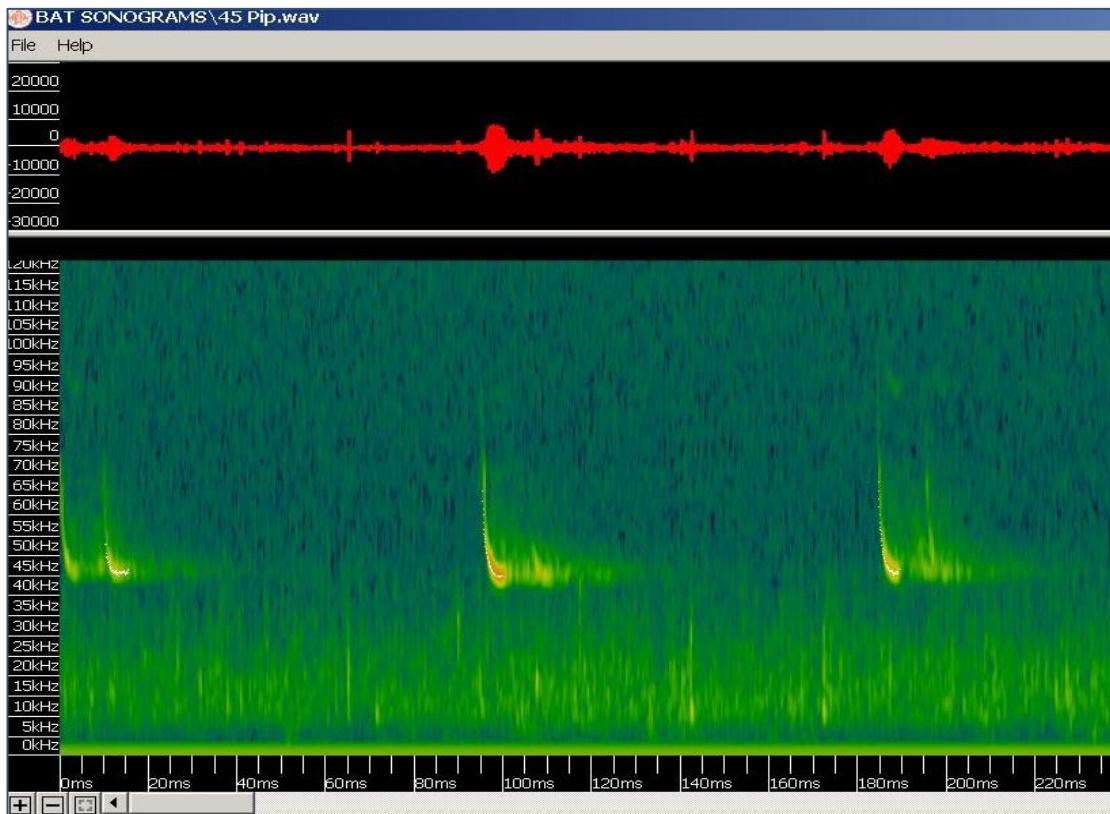 BAT SONOGRAMS\45 Pip.wav
File Help
20000
10000
0
-10000
-20000
-30000
120kHz
115kHz
110kHz
105kHz
100kHz
95kHz
90kHz
85kHz
80kHz
75kHz
70kHz
65kHz
60kHz
55kHz
50kHz
45kHz
40kHz
35kHz
30kHz
25kHz
20kHz
15kHz
10kHz
5kHz
0kHz
0ms 20ms 40ms 60ms 80ms 100ms 120ms 140ms 160ms 180ms 200ms 220ms